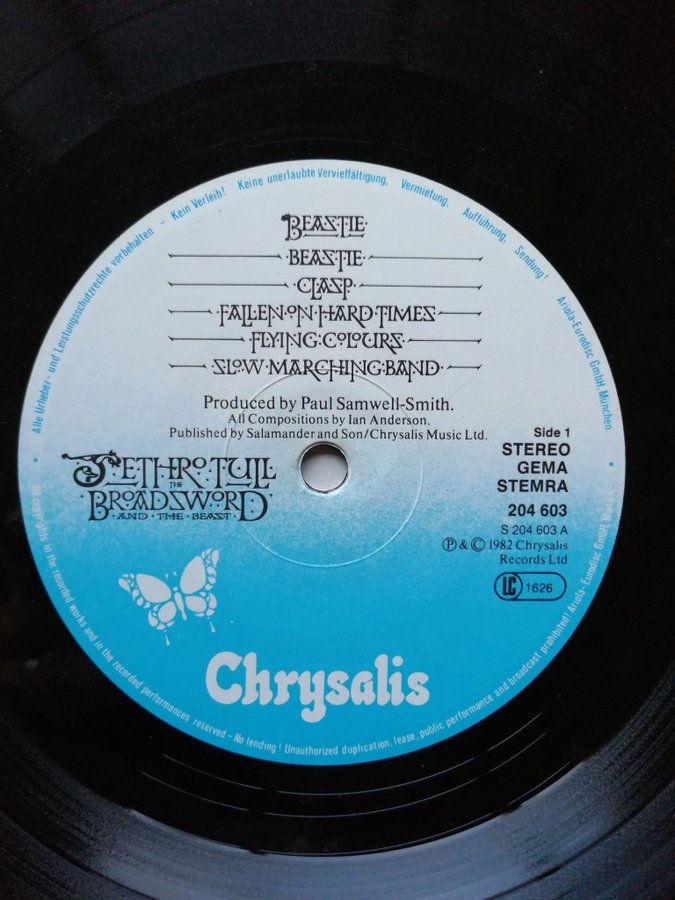 BEASTIE
BEASTIE
CLASP
FALLEN·ON·HARD·TIMES
FLYING·COLOURS
SLOW·MARCHING·BAND
Produced by Paul Samwell-Smith.
All Compositions by Ian Anderson.
Published by Salamander and Son/Chrysalis Music Ltd.
JETHRO·TULL
THE
BROADSWORD
·AND·THE·BEAST·
Side 1
STEREO
GEMA
STEMRA
204 603
S 204 603 A
Ⓟ & © 1982 Chrysalis
Records Ltd
LC 1626
Chrysalis
Alle Urheber- und Leistungsschutzrechte vorbehalten – Kein Verleih! Keine unerlaubte Vervielfältigung, Vermietung, Aufführung, Sendung! Ariola-Eurodisc GmbH, München.
in the recorded works and in the recorded performances reserved – No lending! Unauthorized duplication, lease, public performance and broadcast prohibited! Ariola-Eurodisc GmbH,